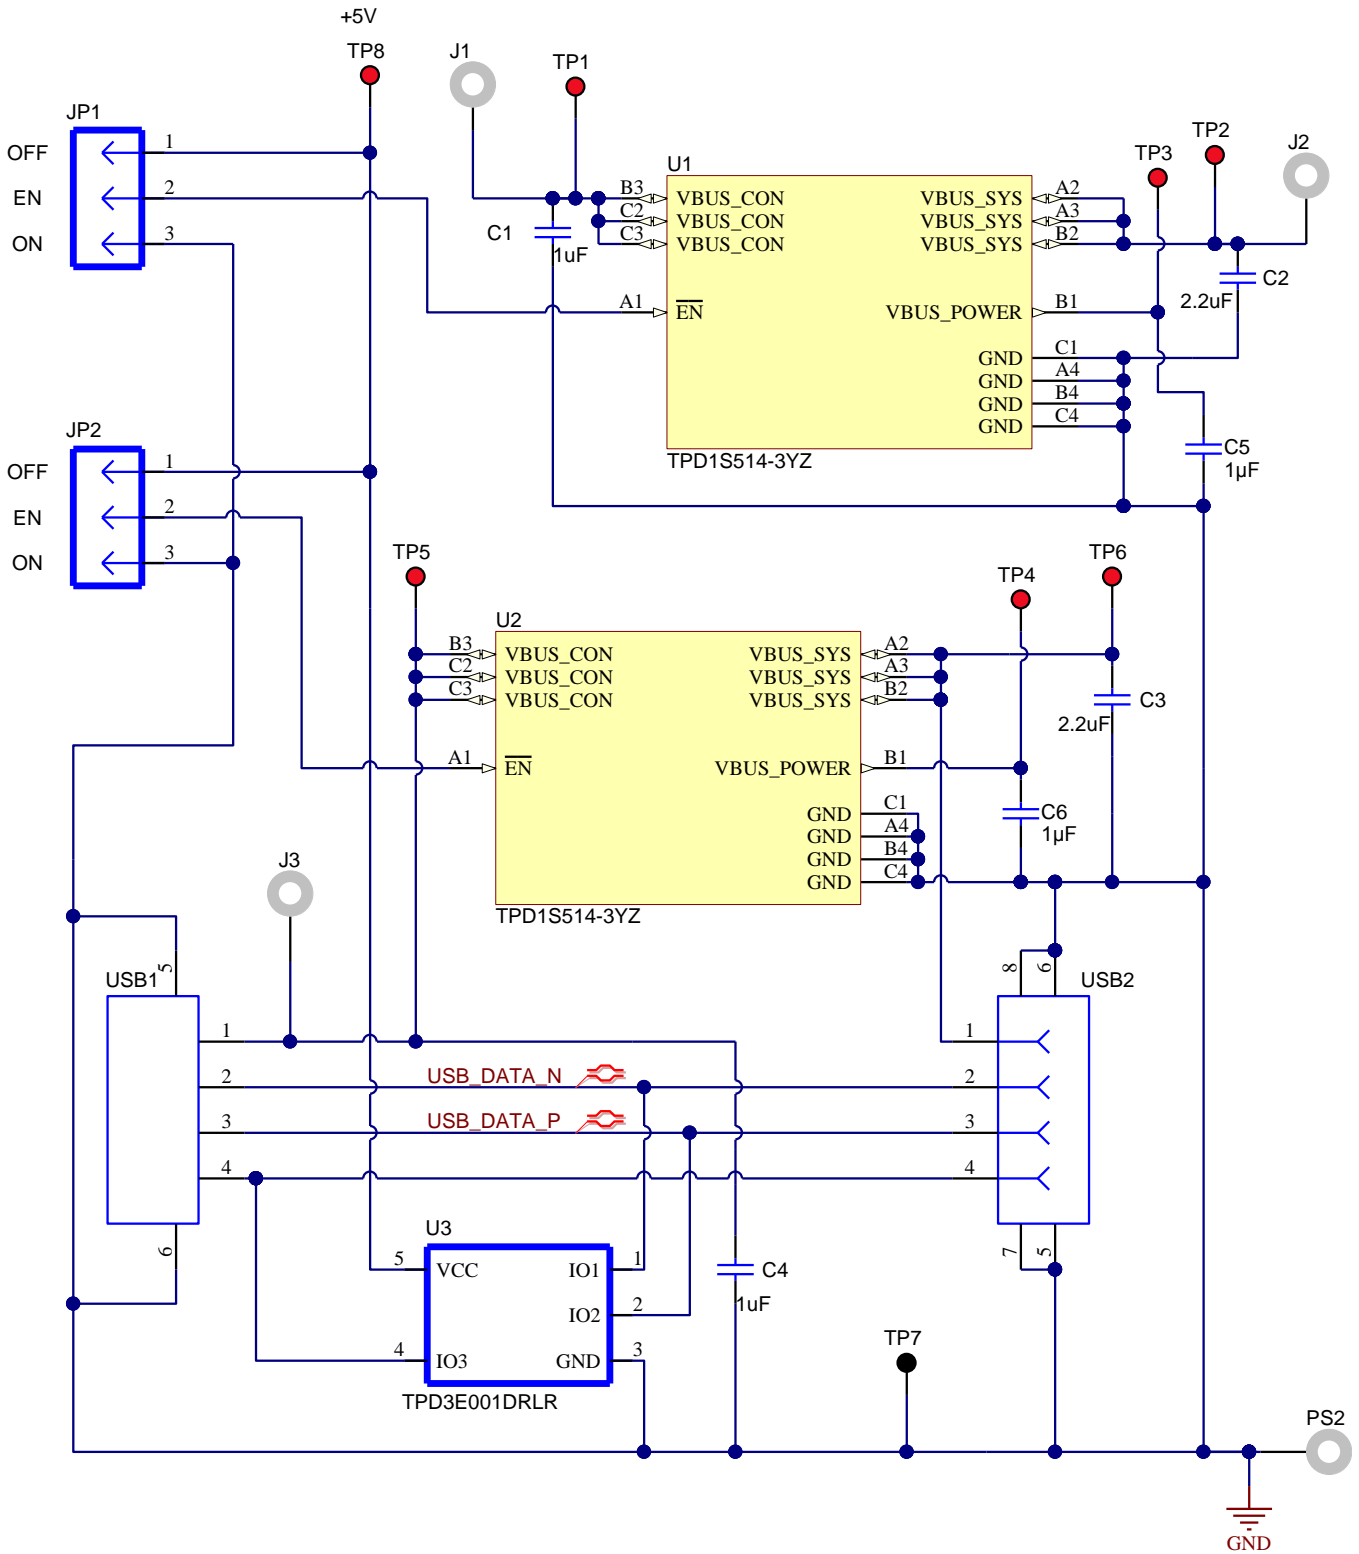 +5V
TP8
J1
TP1
JP1
OFF
EN
ON
1
2
3
TP3
TP2
J2
U1
B3
C2
C3
A1
VBUS_CON
VBUS_CON
VBUS_CON
EN
VBUS_SYS
VBUS_SYS
VBUS_SYS
VBUS_POWER
GND
GND
GND
GND
A2
A3
B2
B1
C1
A4
B4
C4
TPD1S514-3YZ
C1
1uF
C2
2.2uF
C5
1µF
JP2
OFF
EN
ON
1
2
3
TP5
TP4
TP6
U2
B3
C2
C3
A1
VBUS_CON
VBUS_CON
VBUS_CON
EN
VBUS_SYS
VBUS_SYS
VBUS_SYS
VBUS_POWER
GND
GND
GND
GND
A2
A3
B2
B1
C1
A4
B4
C4
TPD1S514-3YZ
C3
2.2uF
C6
1µF
J3
USB1
5
1
2
3
4
6
USB_DATA_N
USB_DATA_P
USB2
8
6
1
2
3
4
7
5
U3
5
VCC
IO1
1
IO2
2
4
IO3
GND
3
TPD3E001DRLR
C4
1uF
TP7
PS2
GND